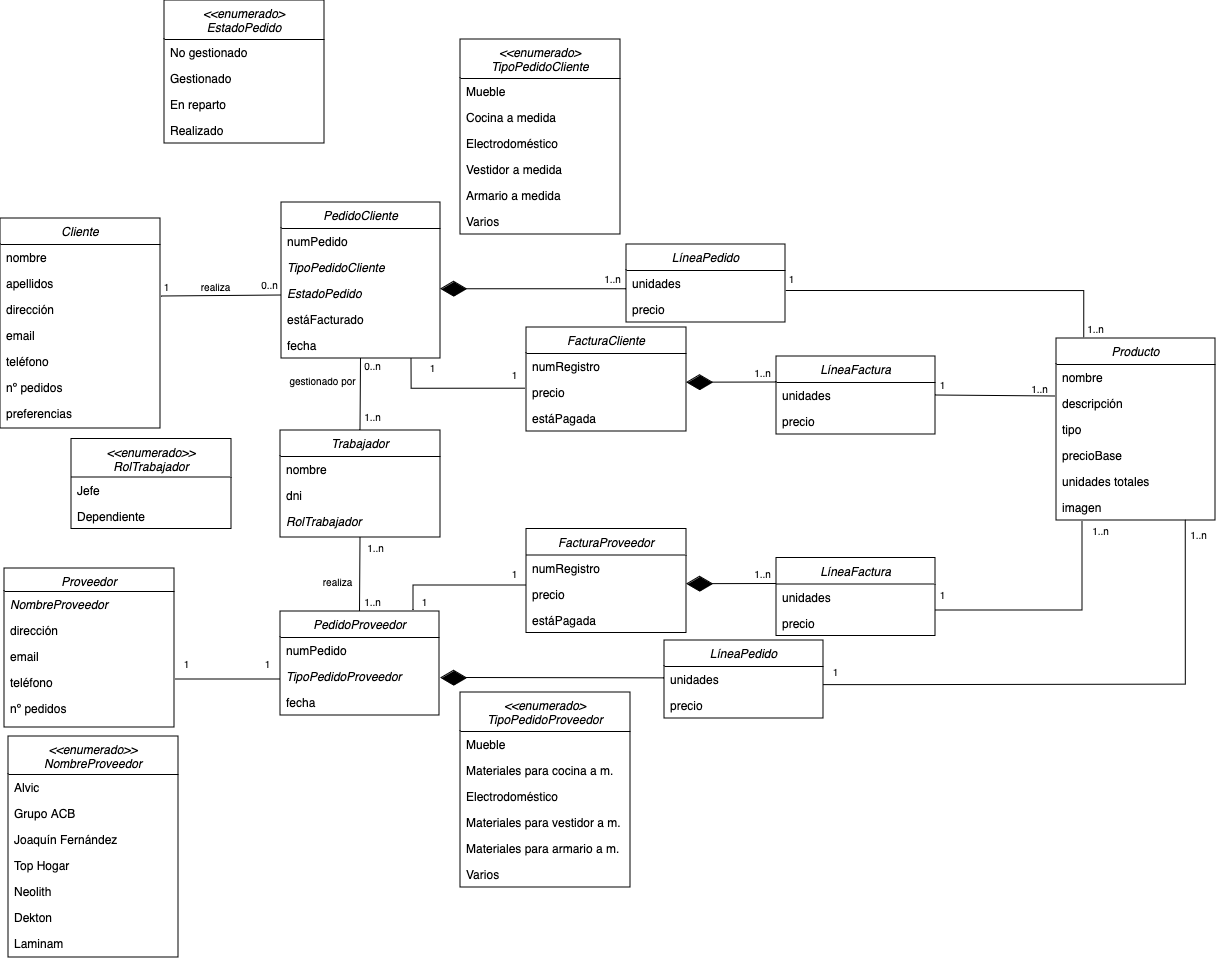 <<enumerado>
EstadoPedido
No gestionado
Gestionado
En reparto
Realizado
<<enumerado>
TipoPedidoCliente
Mueble
Cocina a medida
Electrodoméstico
Vestidor a medida
Armario a medida
Varios
Cliente
nombre
apellidos
dirección
email
teléfono
nº pedidos
preferencias
1
realiza
0..n
PedidoCliente
numPedido
TipoPedidoCliente
EstadoPedido
estáFacturado
fecha
1..n
LíneaPedido
unidades
precio
1
1..n
0..n
gestionado por
1..n
1
1
FacturaCliente
numRegistro
precio
estáPagada
1..n
LíneaFactura
unidades
precio
1
1..n
Producto
nombre
descripción
tipo
precioBase
unidades totales
imagen
<<enumerado>>
RolTrabajador
Jefe
Dependiente
Trabajador
nombre
dni
RolTrabajador
1..n
realiza
1..n
1
1
FacturaProveedor
numRegistro
precio
estáPagada
1..n
LíneaFactura
unidades
precio
1
1..n
1..n
Proveedor
NombreProveedor
dirección
email
teléfono
nº pedidos
1
1
PedidoProveedor
numPedido
TipoPedidoProveedor
fecha
LíneaPedido
unidades
precio
1
<<enumerado>
TipoPedidoProveedor
Mueble
Materiales para cocina a m.
Electrodoméstico
Materiales para vestidor a m.
Materiales para armario a m.
Varios
<<enumerado>>
NombreProveedor
Alvic
Grupo ACB
Joaquín Fernández
Top Hogar
Neolith
Dekton
Laminam